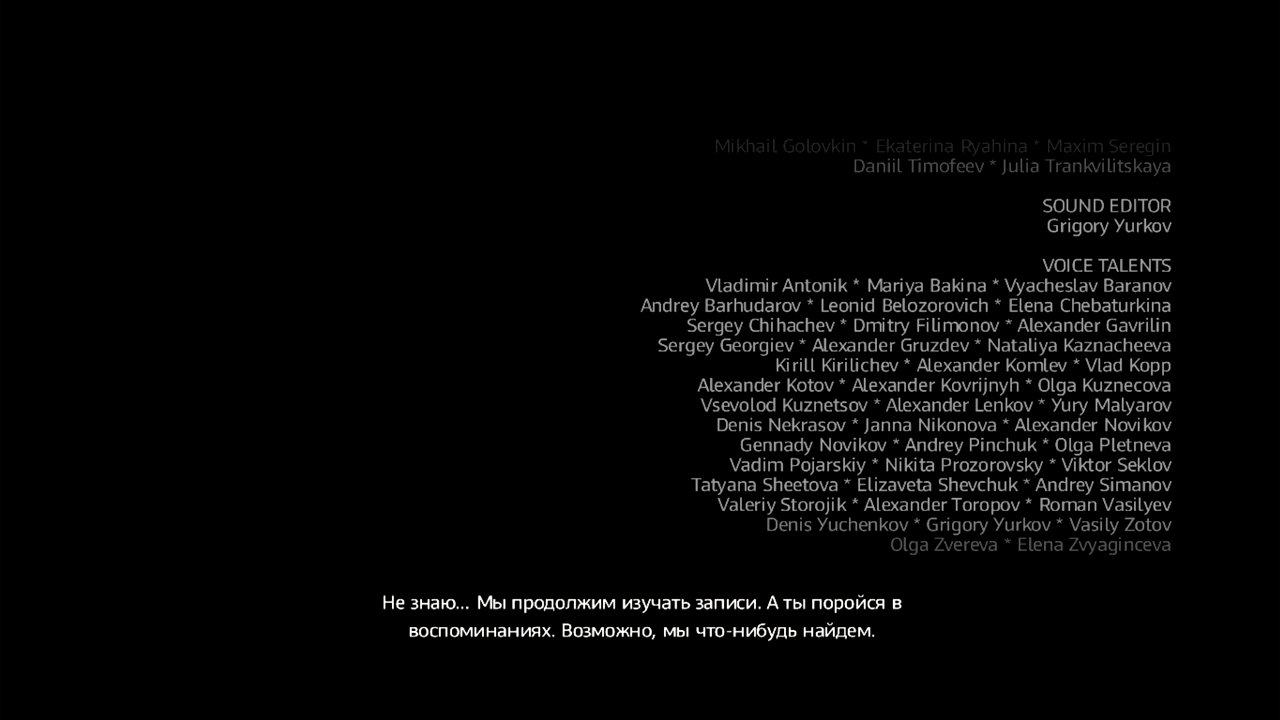 Mikhail Golovkin * Ekaterina Ryahina * Maxim Seregin
Daniil Timofeev * Julia Trankvilitskaya
SOUND EDITOR
Grigory Yurkov
VOICE TALENTS
Vladimir Antonik * Mariya Bakina * Vyacheslav Baranov
Andrey Barhudarov * Leonid Belozorovich * Elena Chebaturkina
Sergey Chihachev * Dmitry Filimonov * Alexander Gavrilin
Sergey Georgiev * Alexander Gruzdev * Nataliya Kaznacheeva
Kirill Kirilichev * Alexander Komlev * Vlad Kopp
Alexander Kotov * Alexander Kovrijnyh * Olga Kuznecova
Vsevolod Kuznetsov * Alexander Lenkov * Yury Malyarov
Denis Nekrasov * Janna Nikonova * Alexander Novikov
Gennady Novikov * Andrey Pinchuk * Olga Pletneva
Vadim Pojarskiy * Nikita Prozorovsky * Viktor Seklov
Tatyana Sheetova * Elizaveta Shevchuk * Andrey Simanov
Valeriy Storojik * Alexander Toropov * Roman Vasilyev
Denis Yuchenkov * Grigory Yurkov * Vasily Zotov
Olga Zvereva * Elena Zvyaginceva
Не знаю... Мы продолжим изучать записи. А ты поройся в
воспоминаниях. Возможно, мы что-нибудь найдем.